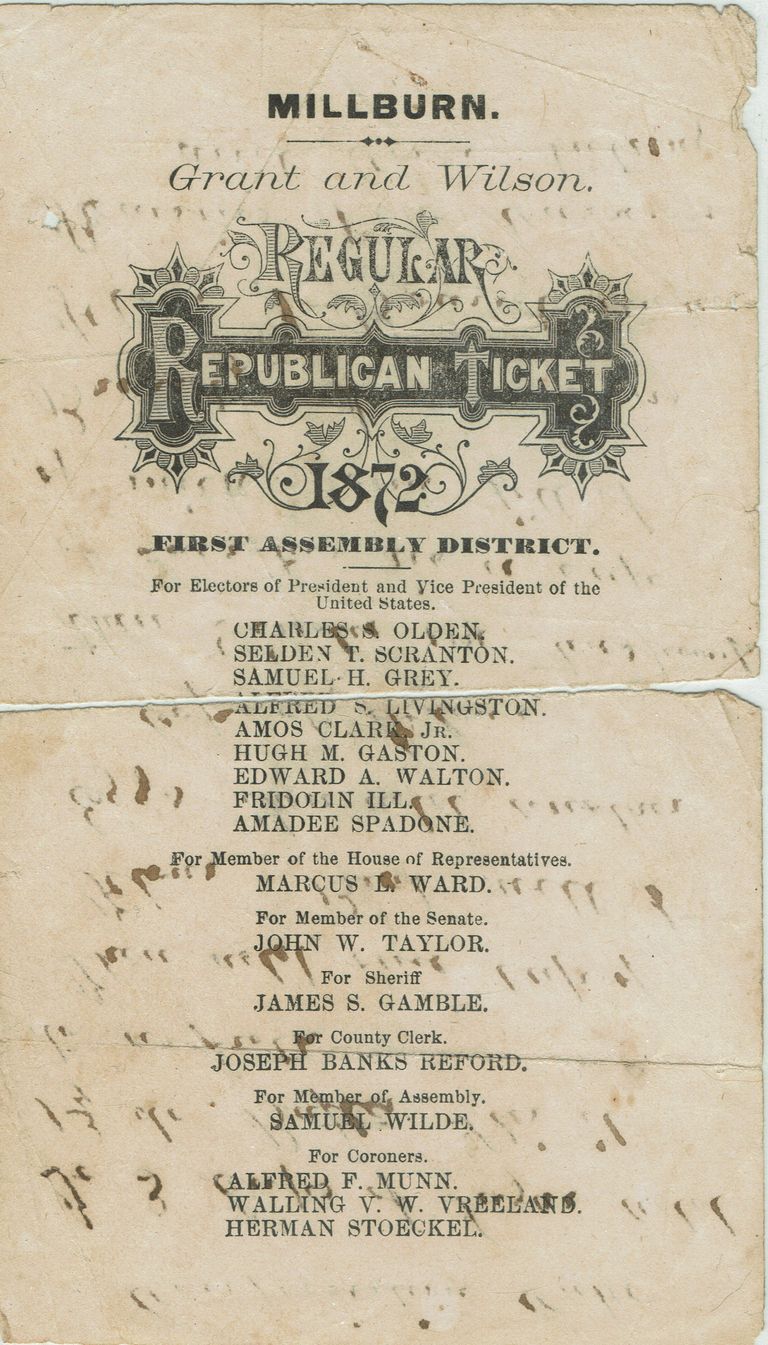 MILLBURN.
Grant and Wilson.
REGULAR
REPUBLICAN TICKET
1872
FIRST ASSEMBLY DISTRICT.
For Electors of President and Vice President of the
United States.
CHARLES S. OLDEN.
SELDEN T. SCRANTON.
SAMUEL H. GREY.
ALFRED S. LIVINGSTON.
AMOS CLARK, JR.
HUGH M. GASTON.
EDWARD A. WALTON.
FRIDOLIN ILL.
AMADEE SPADONE.
For Member of the House of Representatives.
MARCUS L. WARD.
For Member of the Senate.
JOHN W. TAYLOR.
For Sheriff
JAMES S. GAMBLE.
For County Clerk.
JOSEPH BANKS REFORD.
For Member of Assembly.
SAMUEL WILDE.
For Coroners.
ALFRED F. MUNN.
WALLING V. W. VREELAND.
HERMAN STOECKEL.